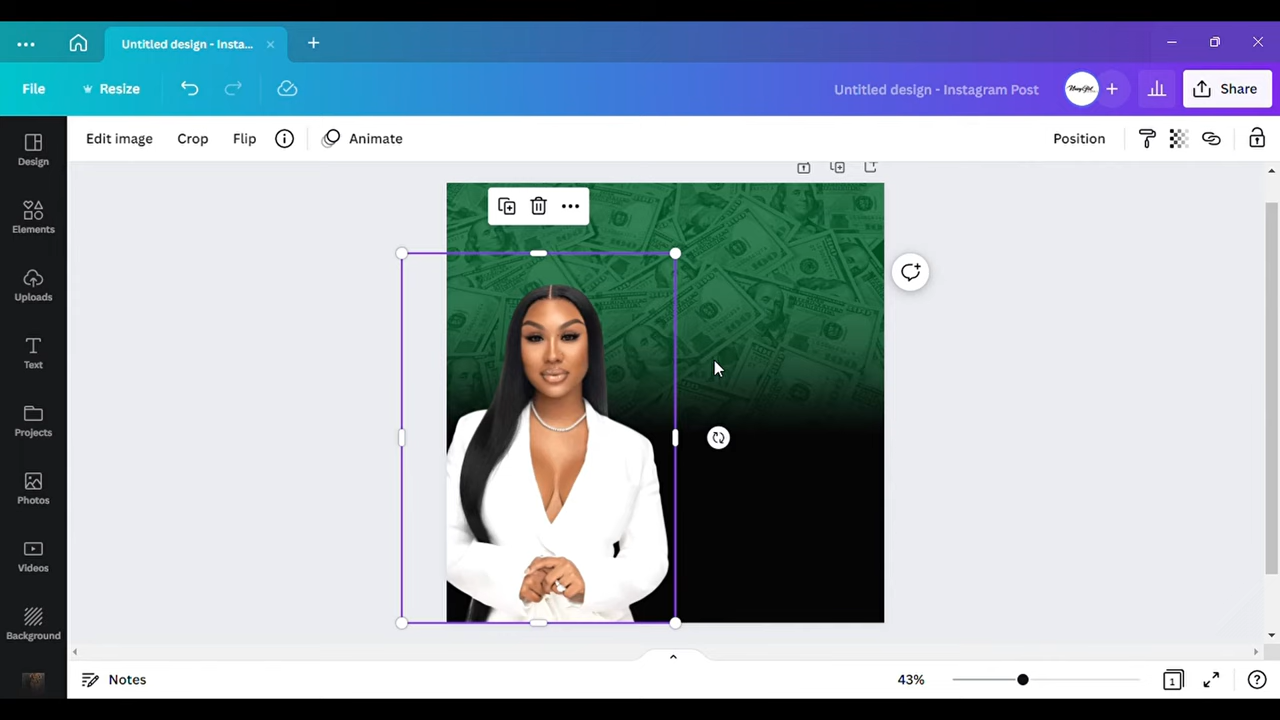 Untitled design - Insta...
File
Resize
Untitled design - Instagram Post
Share
Edit image
Crop
Flip
Animate
Position
Design
Elements
Uploads
Text
Projects
Photos
Videos
Background
Notes
43%
1